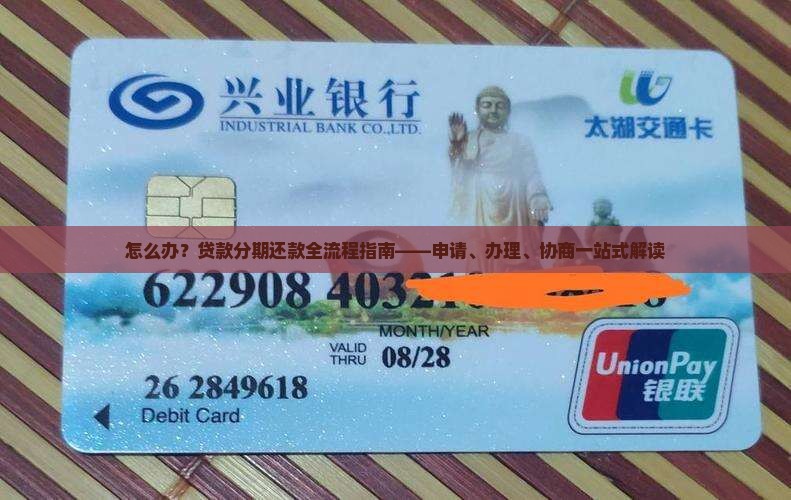 兴业银行
INDUSTRIAL BANK CO.,LTD.
太湖交通卡
怎么办？贷款分期还款全流程指南——申请、办理、协商一站式解读
622908 403210
MONTH/YEAR
VALID THRU 08/28
26 2849618
Debit Card
UnionPay
银联